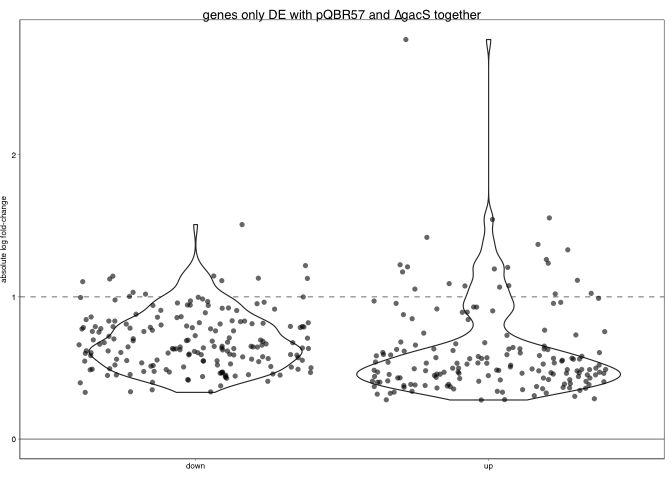 genes only DE with pQBR57 and ΔgacS together
absolute log fold-change
2
1
0
down
up